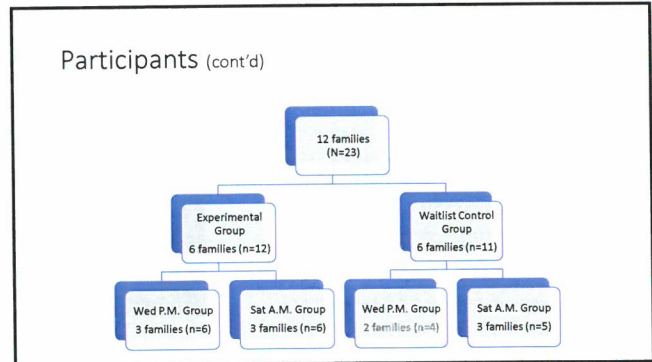 Participants (cont'd)
12 families
(N=23)
Experimental
Group
6 families (n=12)
Waitlist Control
Group
6 families (n=11)
Wed P.M. Group
3 families (n=6)
Sat A.M. Group
3 families (n=6)
Wed P.M. Group
2 families (n=4)
Sat A.M. Group
3 families (n=5)